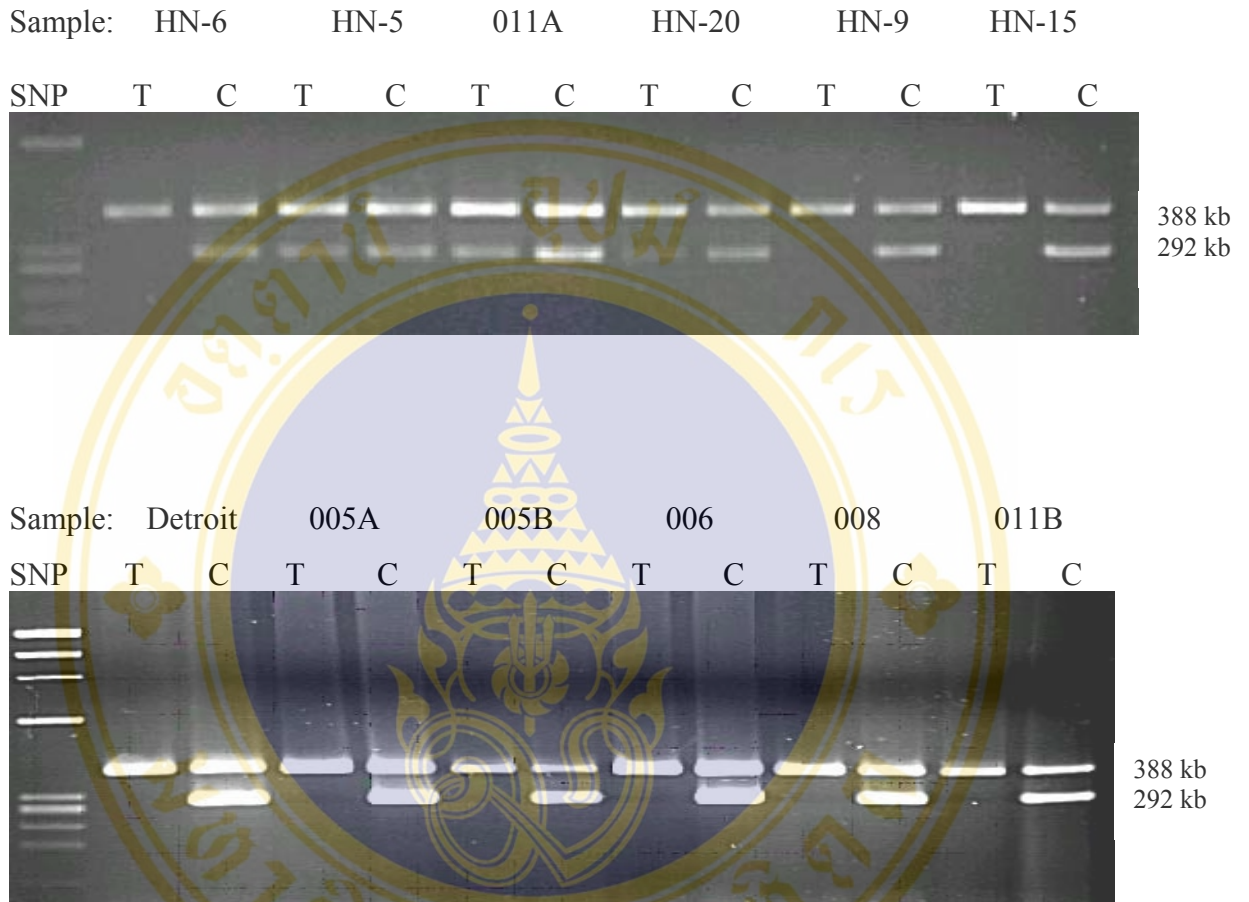 Sample: HN-6 HN-5 011A HN-20 HN-9 HN-15
SNP T C T C T C T C T C T C
388 kb
292 kb
Sample: Detroit 005A 005B 006 008 011B
SNP T C T C T C T C T C T C
388 kb
292 kb